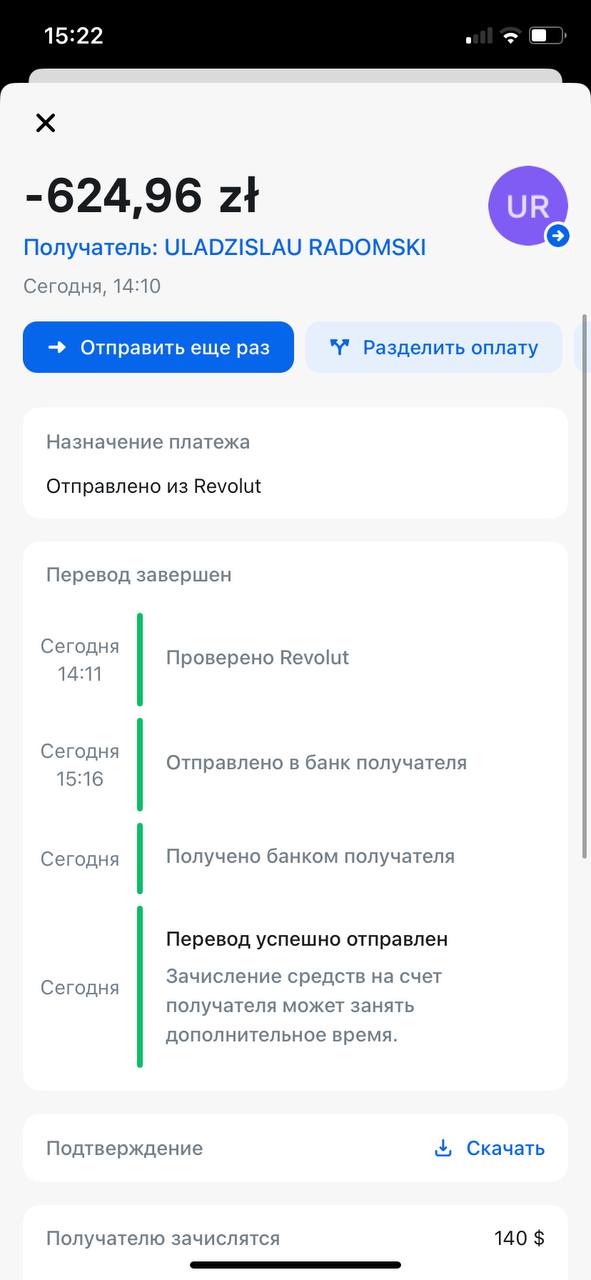 15:22
-624,96 zł
UR
Получатель: ULADZISLAU RADOMSKI
Сегодня, 14:10
Отправить еще раз
Разделить оплату
Назначение платежа
Отправлено из Revolut
Перевод завершен
Сегодня
14:11
Проверено Revolut
Сегодня
15:16
Отправлено в банк получателя
Сегодня
Получено банком получателя
Сегодня
Перевод успешно отправлен
Зачисление средств на счет
получателя может занять
дополнительное время.
Подтверждение
Скачать
Получателю зачислятся
140 $